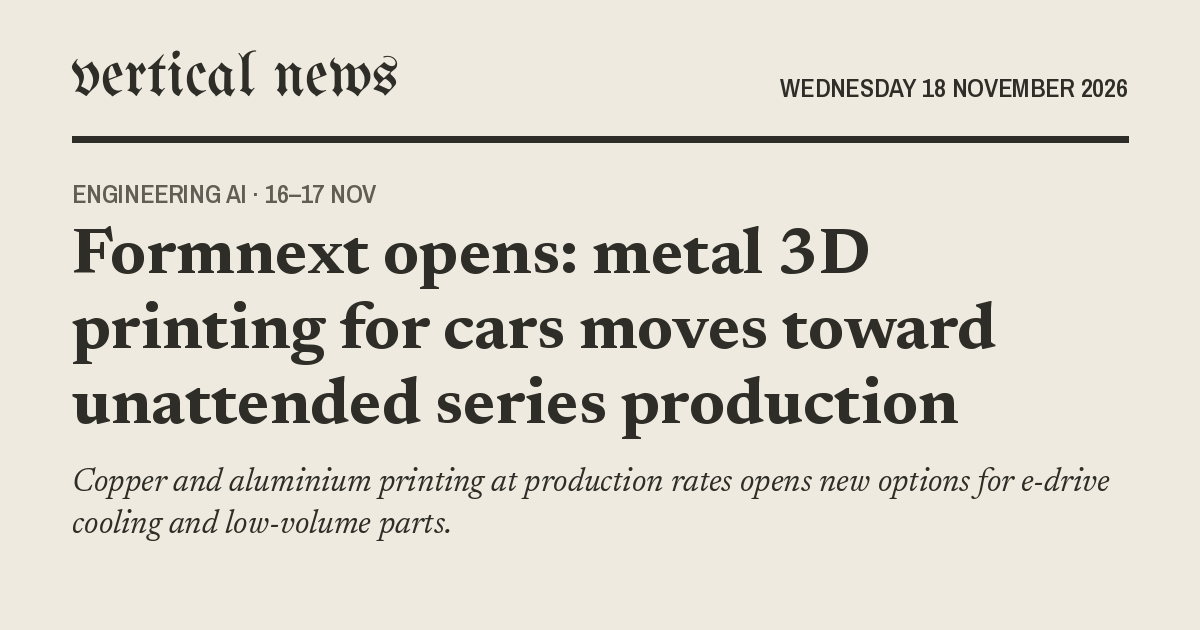 vertical news
WEDNESDAY 18 NOVEMBER 2026
ENGINEERING AI · 16–17 NOV
Formnext opens: metal 3D
printing for cars moves toward
unattended series production
Copper and aluminium printing at production rates opens new options for e-drive
cooling and low-volume parts.